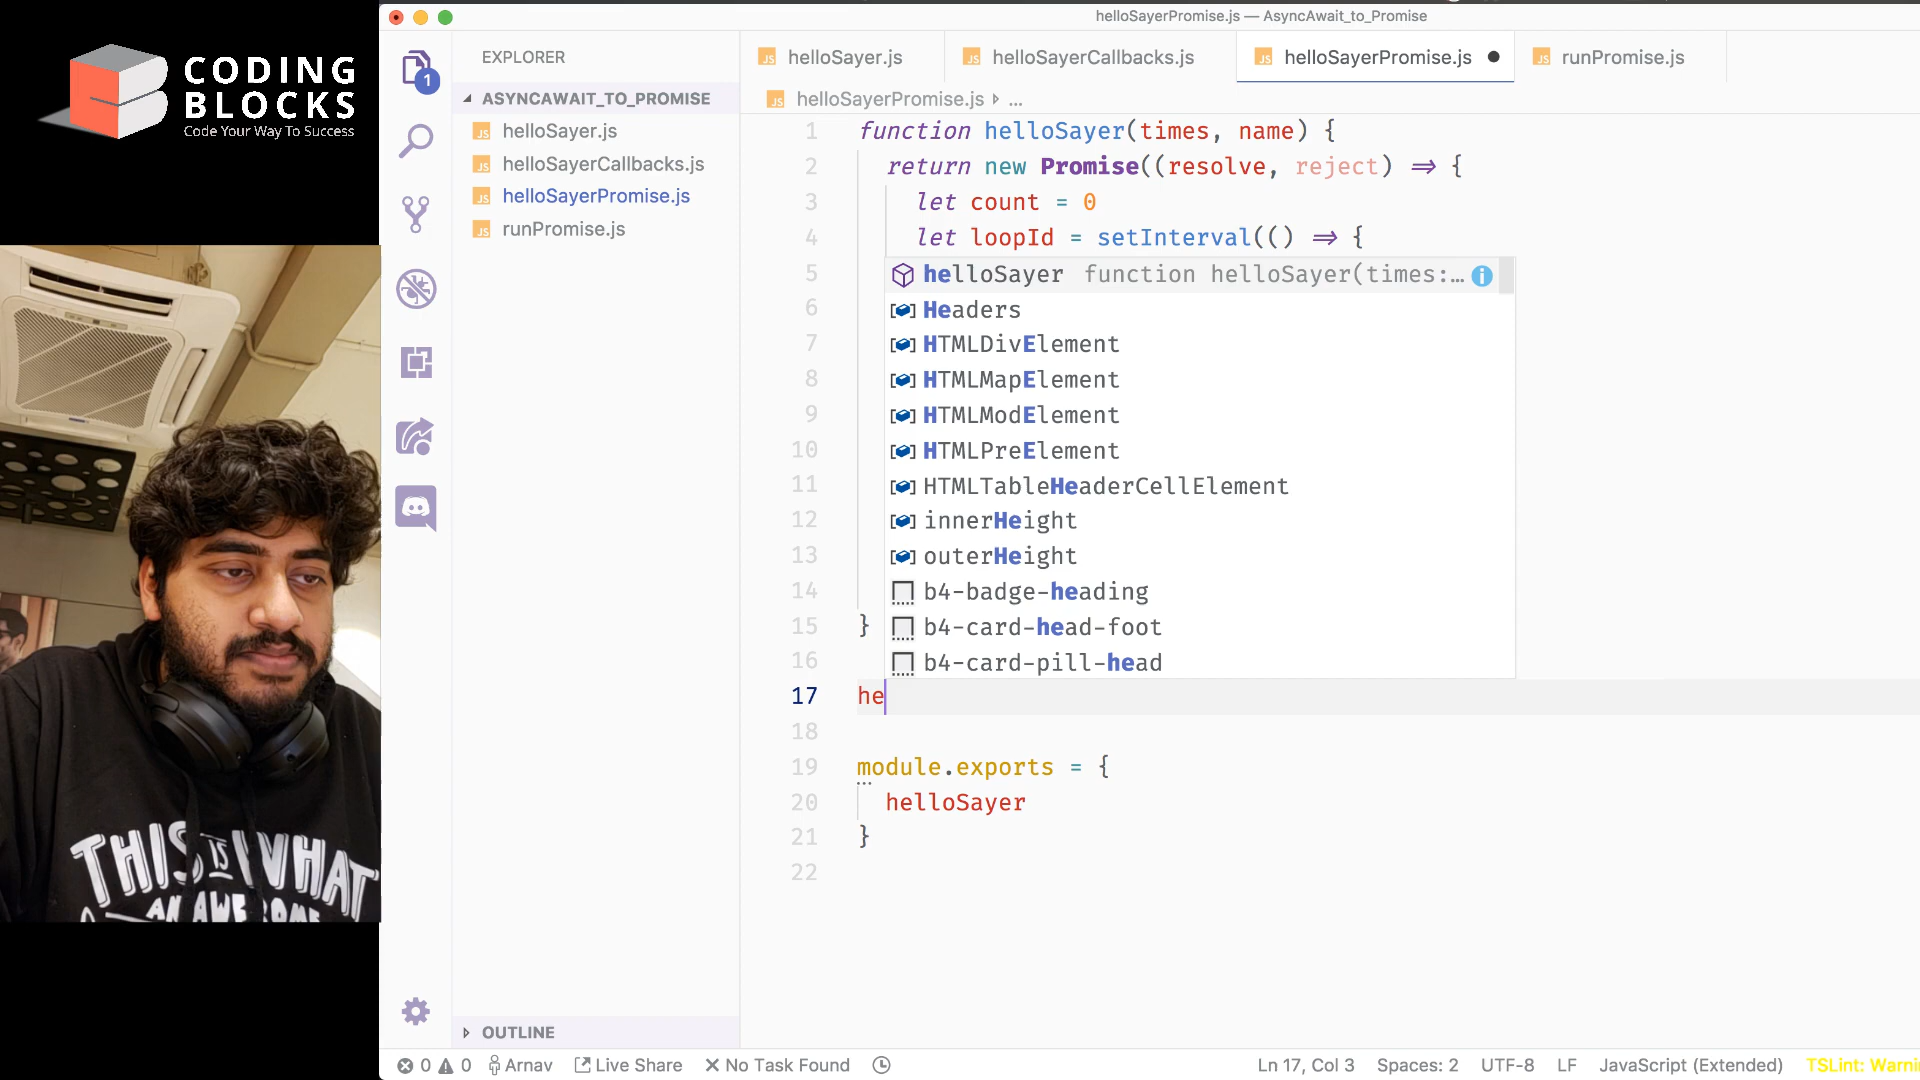 CODING
BLOCKS
Code Your Way To Success
THIS IS WHAT
AN AWESOME
helloSayerPromise.js — AsyncAwait_to_Promise
1
EXPLORER
ASYNCAWAIT_TO_PROMISE
helloSayer.js
helloSayerCallbacks.js
helloSayerPromise.js
runPromise.js
OUTLINE
helloSayer.js helloSayerCallbacks.js helloSayerPromise.js runPromise.js
helloSayerPromise.js ...
1 function helloSayer(times, name) {
2 return new Promise((resolve, reject) ⇒ {
3 let count = 0
4 let loopId = setInterval(() ⇒ {
5 helloSayer function helloSayer(times:…
6 Headers
7 HTMLDivElement
8 HTMLMapElement
9 HTMLModElement
10 HTMLPreElement
11 HTMLTableHeaderCellElement
12 innerHeight
13 outerHeight
14 b4-badge-heading
15 } b4-card-head-foot
16 b4-card-pill-head
17 he
18
19 module.exports = {
20 helloSayer
21 }
22
0 0 Arnav Live Share No Task Found Ln 17, Col 3 Spaces: 2 UTF-8 LF JavaScript (Extended) TSLint: Warni